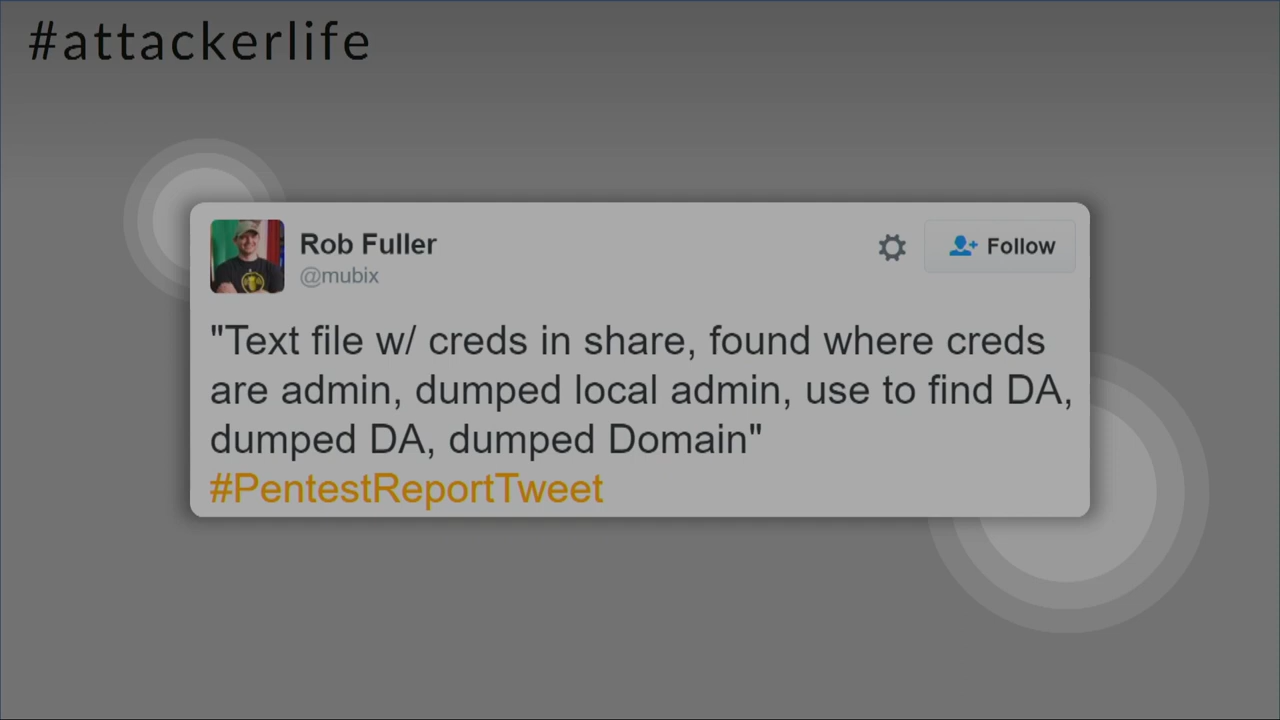 #attackerlife
Rob Fuller
@mubix
Follow
"Text file w/ creds in share, found where creds
are admin, dumped local admin, use to find DA,
dumped DA, dumped Domain"
#PentestReportTweet